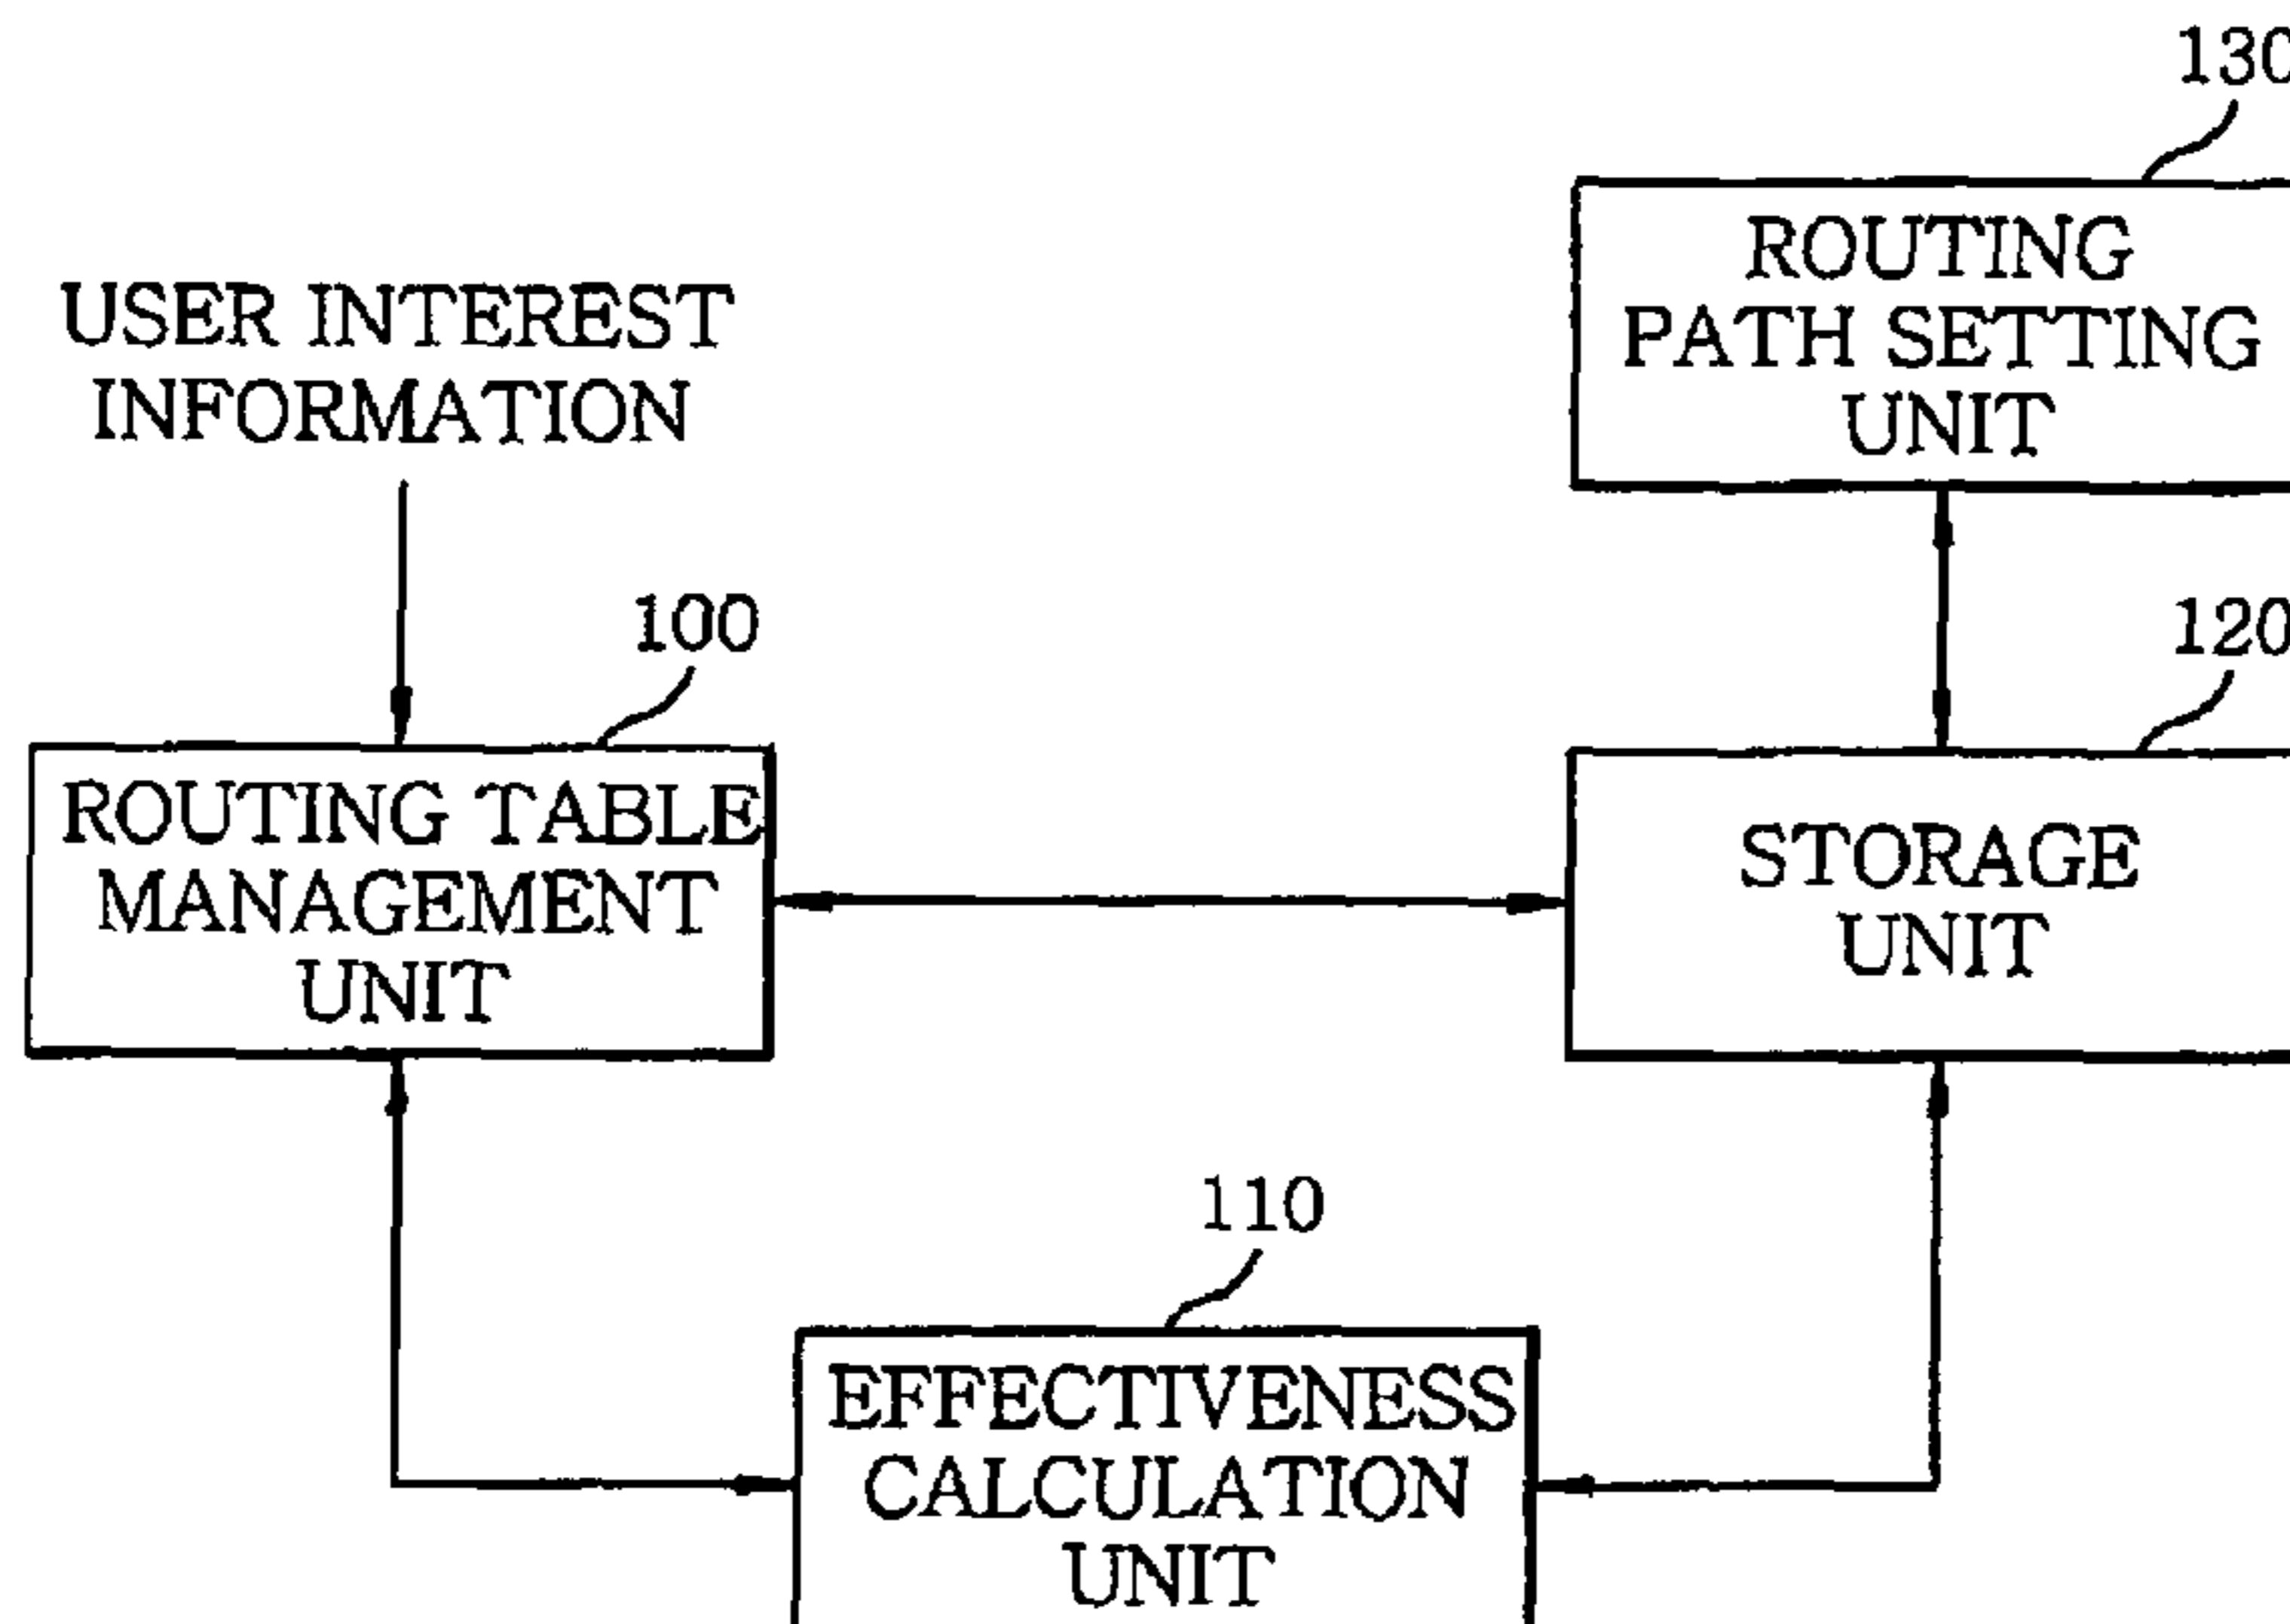 130
ROUTING
PATH SETTING
UNIT
USER INTEREST
INFORMATION
100
120
ROUTING TABLE
MANAGEMENT
UNIT
STORAGE
UNIT
110
EFFECTIVENESS
CALCULATION
UNIT